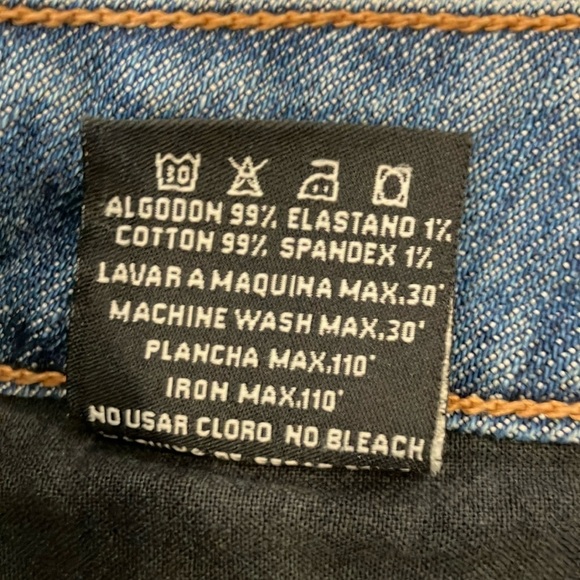 30
ALGODON 99% ELASTANO 1%
COTTON 99% SPANDEX 1%
LAVAR A MAQUINA MAX.30°
MACHINE WASH MAX.30°
PLANCHA MAX.110°
IRON MAX.110°
NO USAR CLORO NO BLEACH